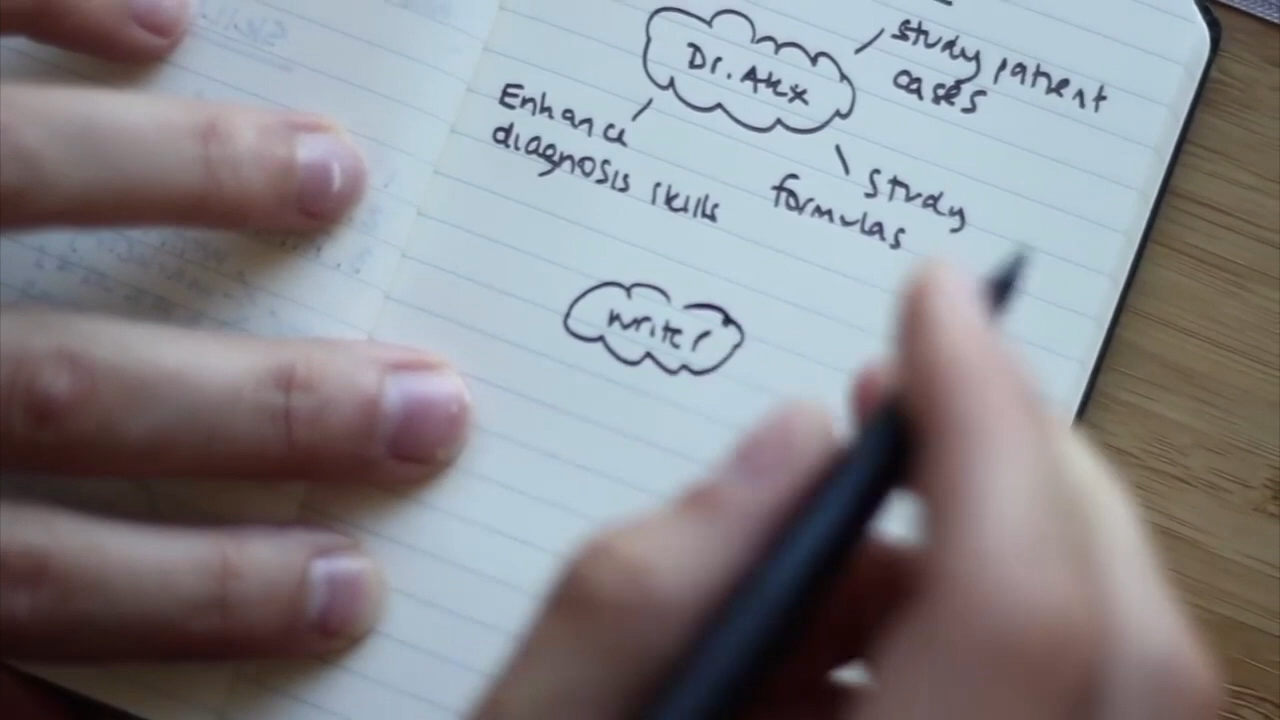 Dr. Alex
study patient
cases
Enhance
diagnosis skills
study
formulas
writer